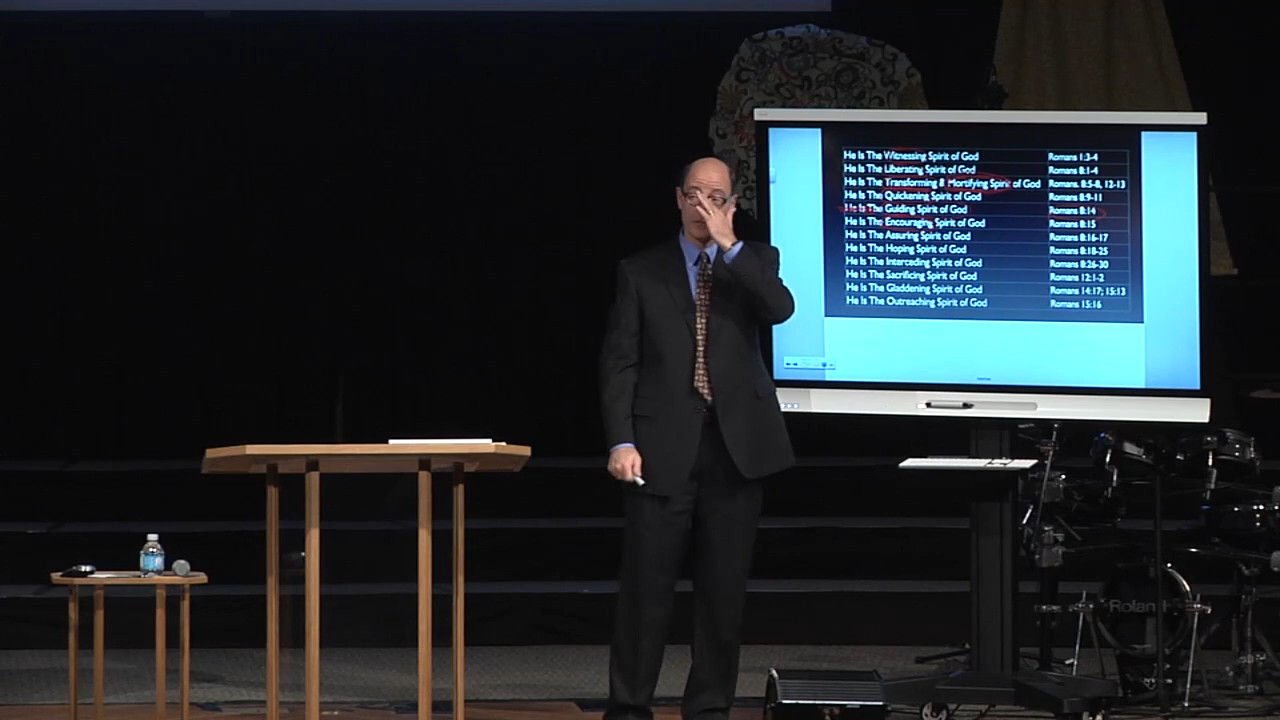 He Is The Witnessing Spirit of God Romans 1:3-4
He Is The Liberating Spirit of God Romans 8:1-4
He Is The Transforming & Mortifying Spirit of God Romans. 8:5-8, 12-13
He Is The Quickening Spirit of God Romans 8:9-11
He Is The Guiding Spirit of God Romans 8:14
He Is The Encouraging Spirit of God Romans 8:15
He Is The Assuring Spirit of God Romans 8:16-17
He Is The Hoping Spirit of God Romans 8:18-25
He Is The Interceding Spirit of God Romans 8:26-30
He Is The Sacrificing Spirit of God Romans 12:1-2
He Is The Gladdening Spirit of God Romans 14:17; 15:13
He Is The Outreaching Spirit of God Romans 15:16
Roland